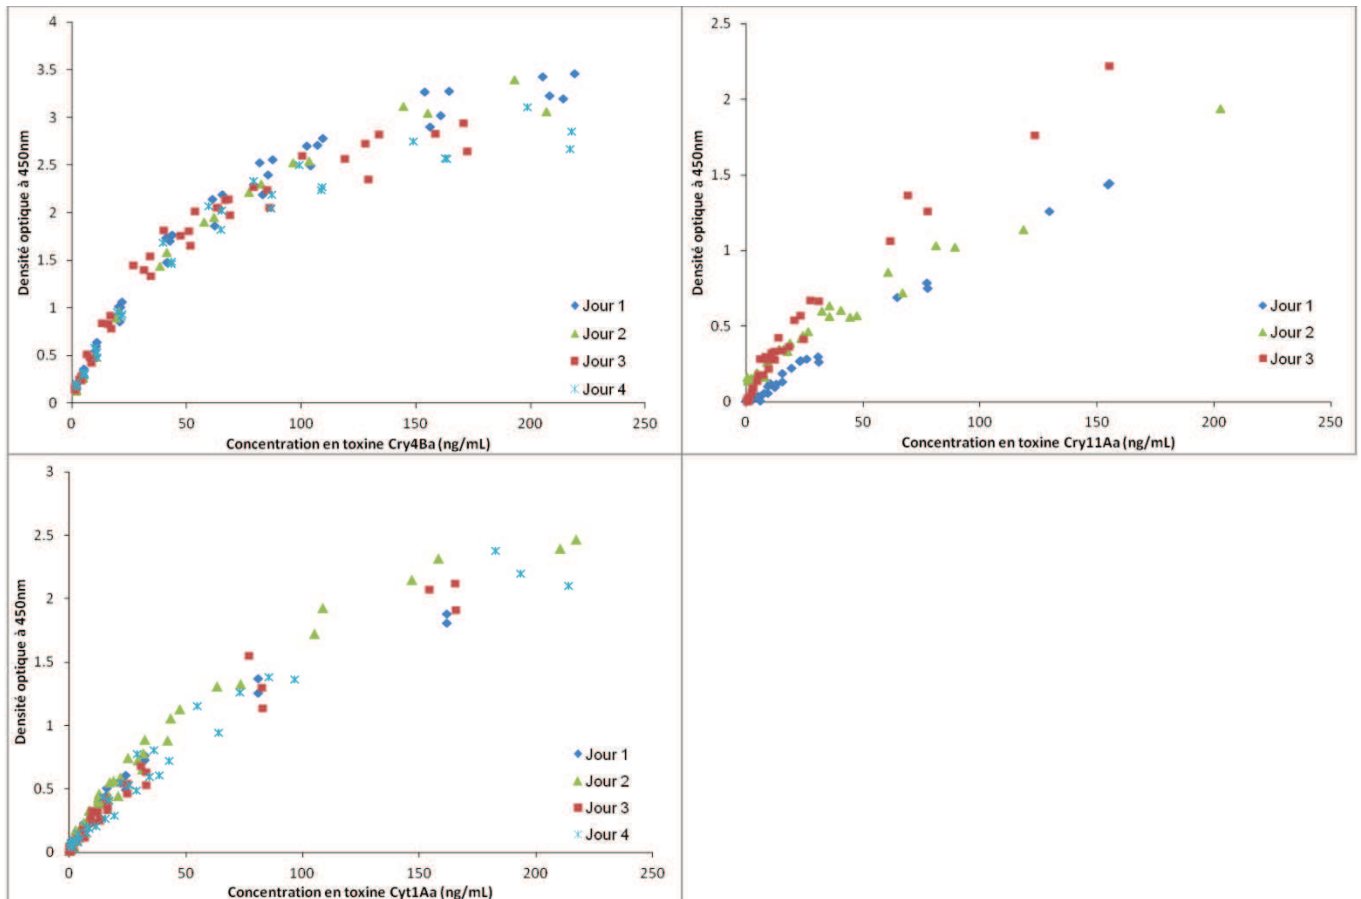 4
3.5
3
2.5
2
1.5
1
0.5
0
0 50 100 150 200 250
Densité optique à 450nm
Concentration en toxine Cry4Ba (ng/mL)
Jour 1
Jour 2
Jour 3
Jour 4
2.5
2
1.5
1
0.5
0
0 50 100 150 200 250
Densité optique à 450nm
Concentration en toxine Cry11Aa (ng/mL)
Jour 1
Jour 2
Jour 3
3
2.5
2
1.5
1
0.5
0
0 50 100 150 200 250
Densité optique à 450nm
Concentration en toxine Cyt1Aa (ng/mL)
Jour 1
Jour 2
Jour 3
Jour 4